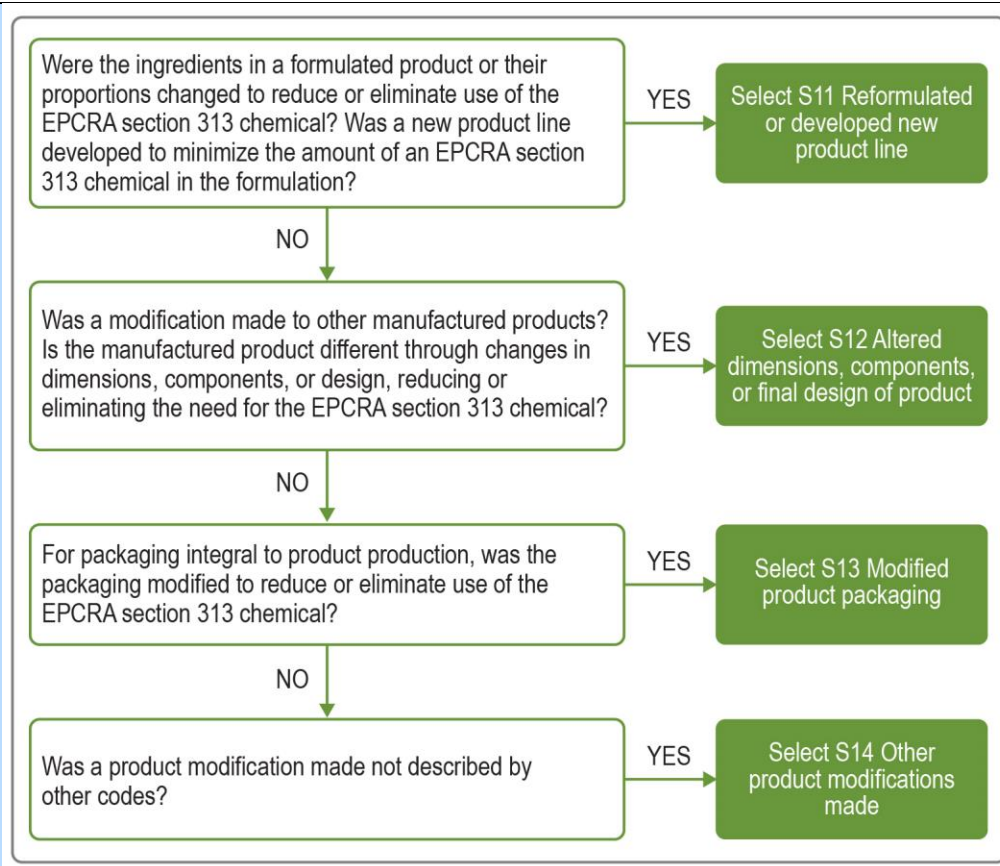 Were the ingredients in a formulated product or their
proportions changed to reduce or eliminate use of the
EPCRA section 313 chemical? Was a new product line
developed to minimize the amount of an EPCRA section
313 chemical in the formulation?
YES
Select S11 Reformulated
or developed new
product line
NO
Was a modification made to other manufactured products?
Is the manufactured product different through changes in
dimensions, components, or design, reducing or
eliminating the need for the EPCRA section 313 chemical?
YES
Select S12 Altered
dimensions, components,
or final design of product
NO
For packaging integral to product production, was the
packaging modified to reduce or eliminate use of the
EPCRA section 313 chemical?
YES
Select S13 Modified
product packaging
NO
Was a product modification made not described by
other codes?
YES
Select S14 Other
product modifications
made